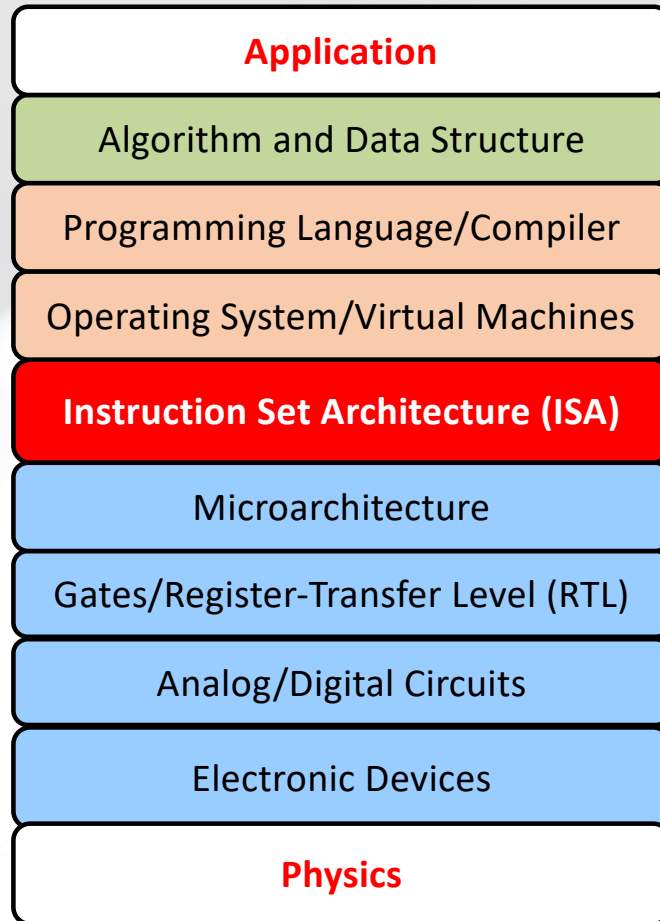 Application
Algorithm and Data Structure
Programming Language/Compiler
Operating System/Virtual Machines
Instruction Set Architecture (ISA)
Microarchitecture
Gates/Register-Transfer Level (RTL)
Analog/Digital Circuits
Electronic Devices
Physics